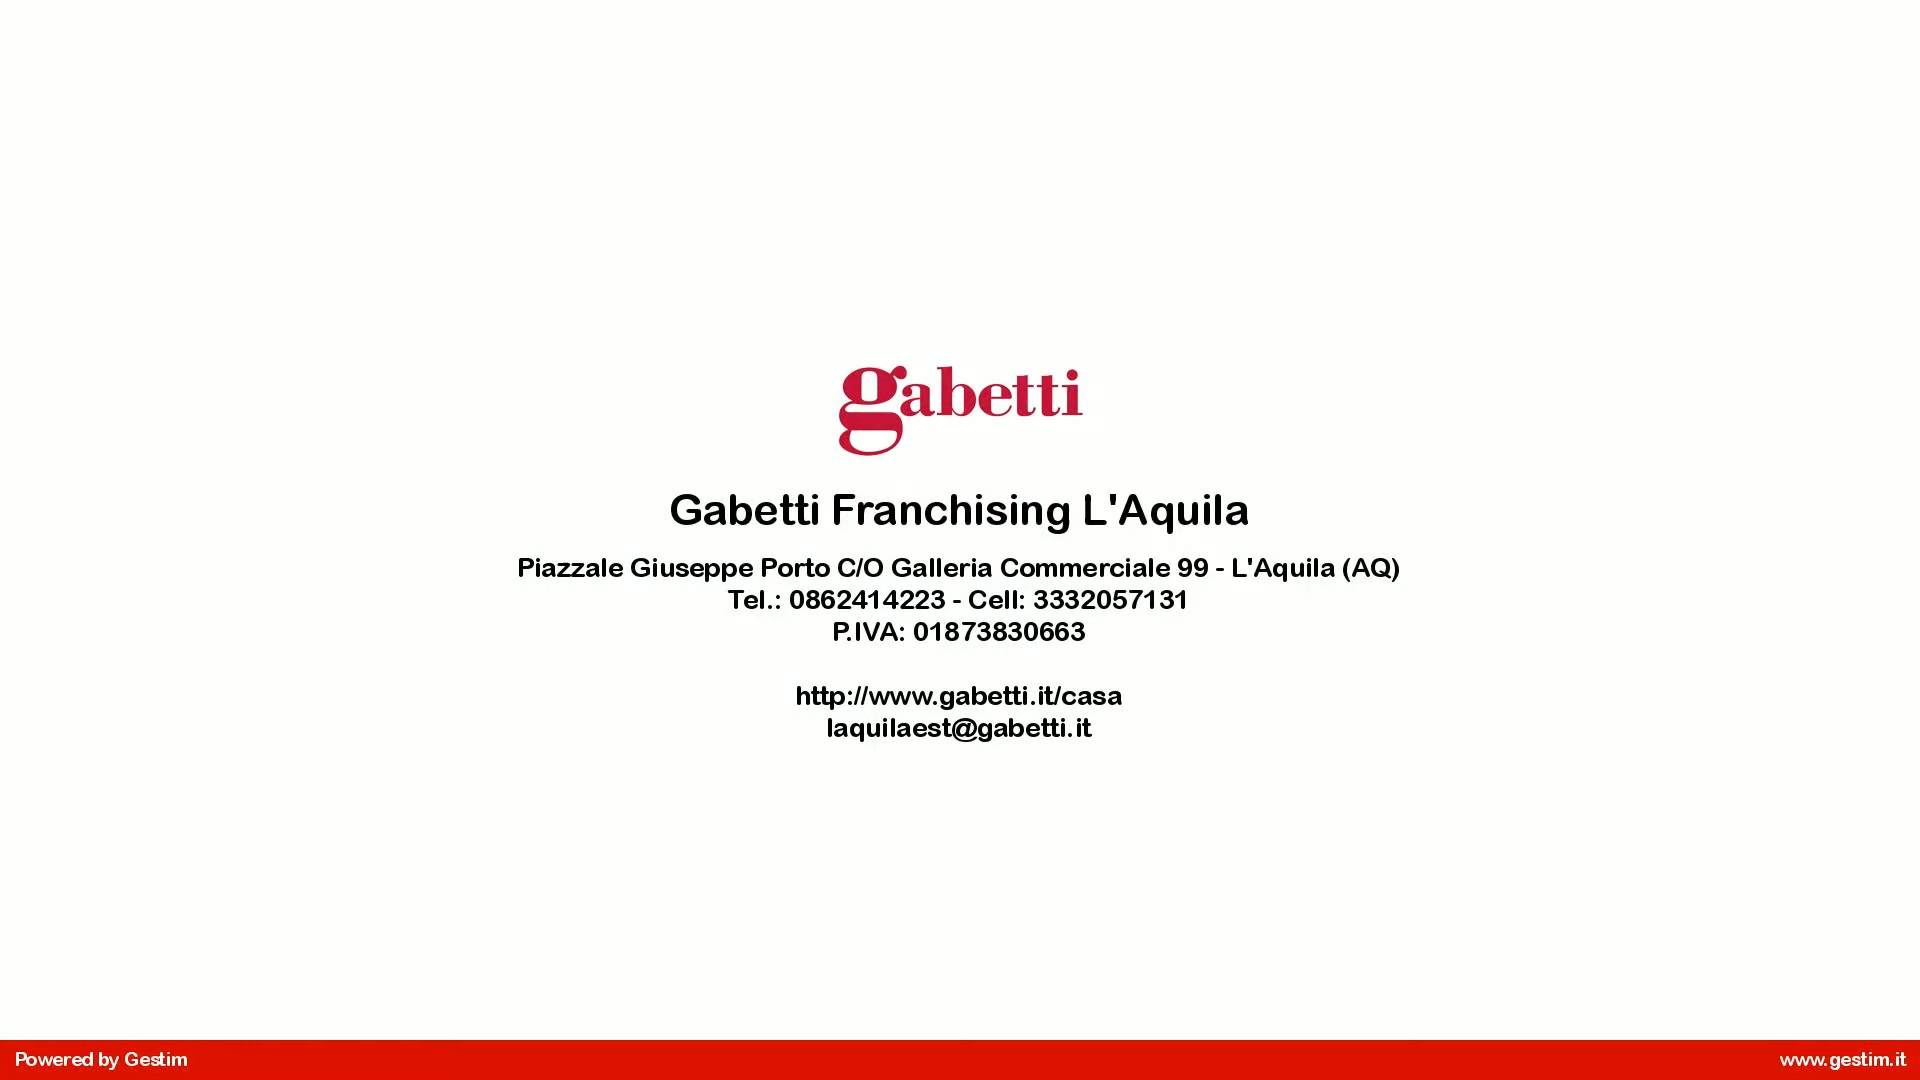 gabetti
Gabetti Franchising L'Aquila
Piazzale Giuseppe Porto C/O Galleria Commerciale 99 - L'Aquila (AQ)
Tel.: 0862414223 - Cell: 3332057131
P.IVA: 01873830663
http://www.gabetti.it/casa
laquilaest@gabetti.it
Powered by Gestim
www.gestim.it